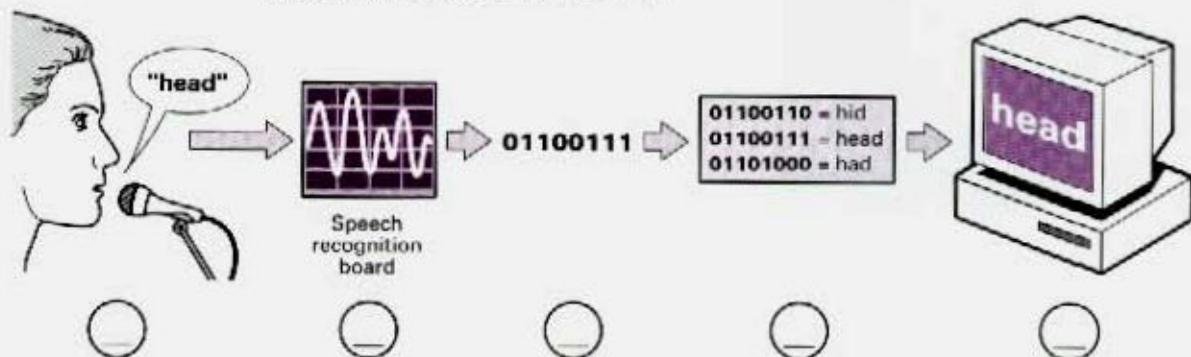 "head"
01100111
01100110 = hid
01100111 = head
01101000 = had
head
Speech
recognition
board